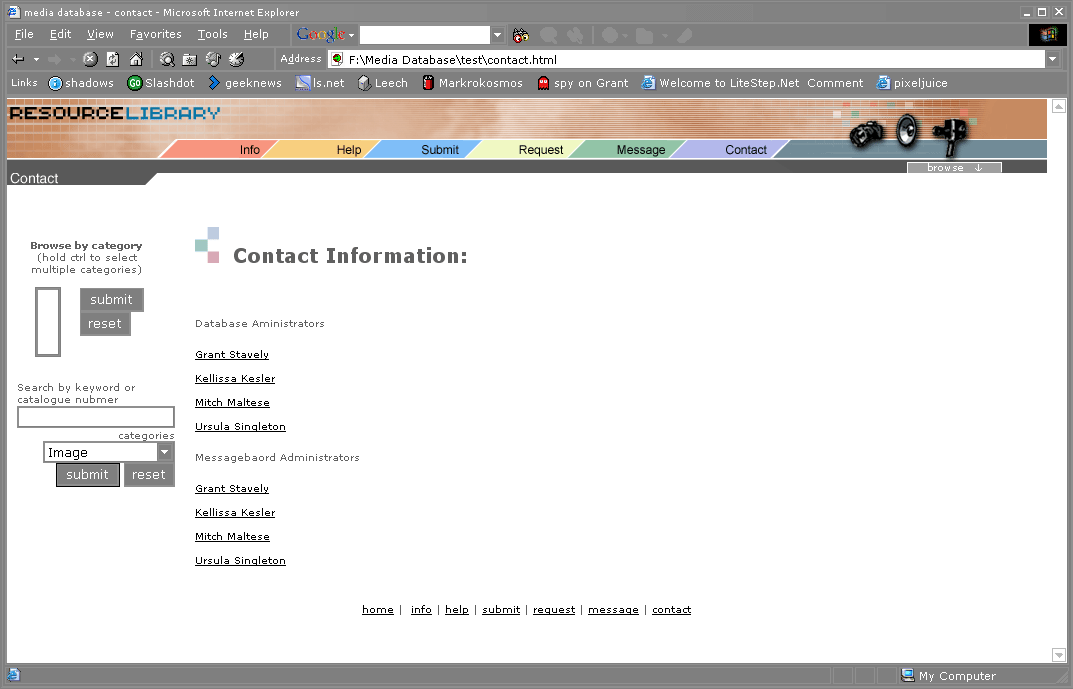 media database - contact - Microsoft Internet Explorer
File Edit View Favorites Tools Help Google
Address F:\Media Database\test\contact.html
Links shadows GO Slashdot geeknews ls.net Leech Markrokosmos spy on Grant Welcome to LiteStep.Net Comment pixeljuice
RESOURCELIBRARY
Info Help Submit Request Message Contact
browse ↓
Contact
Browse by category
(hold ctrl to select
multiple categories)
submit
reset
Search by keyword or
catalogue nubmer
categories
Image
submit reset
Contact Information:
Database Aministrators
Grant Stavely
Kellissa Kesler
Mitch Maltese
Ursula Singleton
Messagebaord Administrators
Grant Stavely
Kellissa Kesler
Mitch Maltese
Ursula Singleton
home | info | help | submit | request | message | contact
My Computer